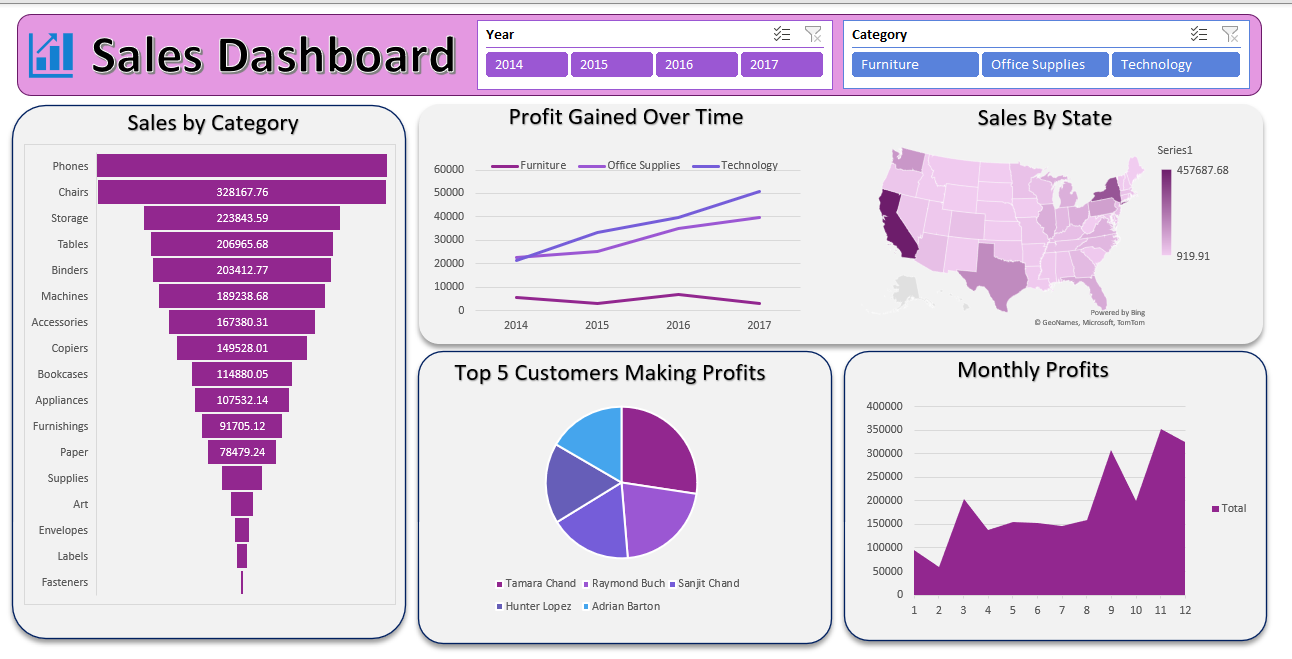 Sales Dashboard
Year
2014 2015 2016 2017
Category
Furniture Office Supplies Technology
Sales by Category
Phones
Chairs 328167.76
Storage 223843.59
Tables 206965.68
Binders 203412.77
Machines 189238.68
Accessories 167380.31
Copiers 149528.01
Bookcases 114880.05
Appliances 107532.14
Furnishings 91705.12
Paper 78479.24
Supplies
Art
Envelopes
Labels
Fasteners
Profit Gained Over Time
Furniture Office Supplies Technology
60000
50000
40000
30000
20000
10000
0
2014 2015 2016 2017
Sales By State
Series1
457687.68
919.91
Powered by Bing
© GeoNames, Microsoft, TomTom
Top 5 Customers Making Profits
Tamara Chand Raymond Buch Sanjit Chand
Hunter Lopez Adrian Barton
Monthly Profits
400000
350000
300000
250000
200000
150000
100000
50000
0
1 2 3 4 5 6 7 8 9 10 11 12
Total